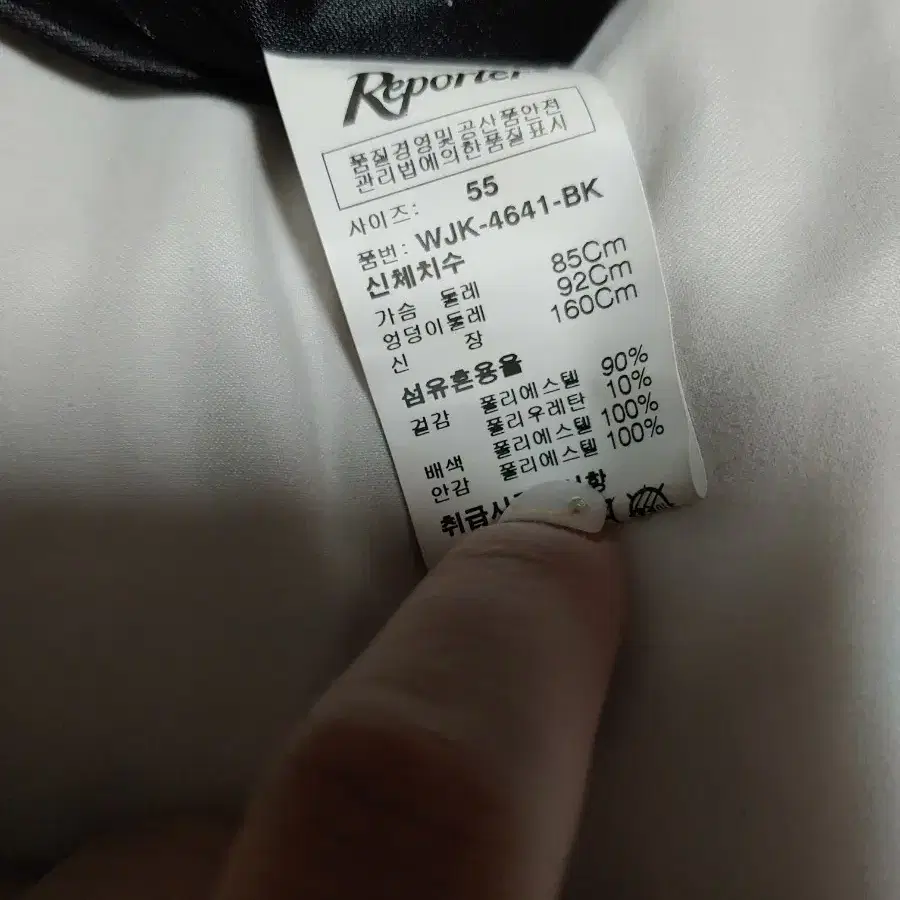 Reporter
품질경영및 공산품안전
관리법에의한 품질 표시
사이즈: 55
품번: WJK-4641-BK
신체치수
가슴 둘레 85Cm
엉덩이둘레 92Cm
신 장 160Cm
섬유혼용율
겉감 폴리에스텔 90%
폴리우레탄 10%
배색 폴리에스텔 100%
안감 폴리에스텔 100%
취급시